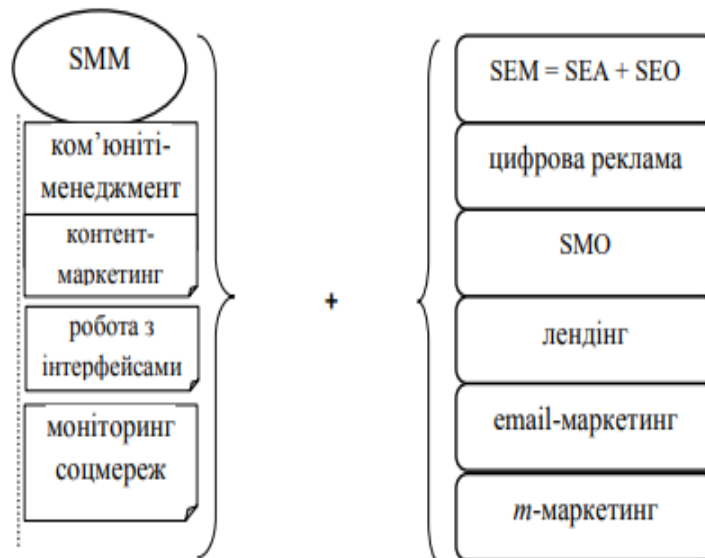 SMM
ком’юніті-
менеджмент
контент-
маркетинг
робота з
інтерфейсами
моніторинг
соцмереж
+
SEM = SEA + SEO
цифрова реклама
SMO
лендінг
email-маркетинг
m-маркетинг